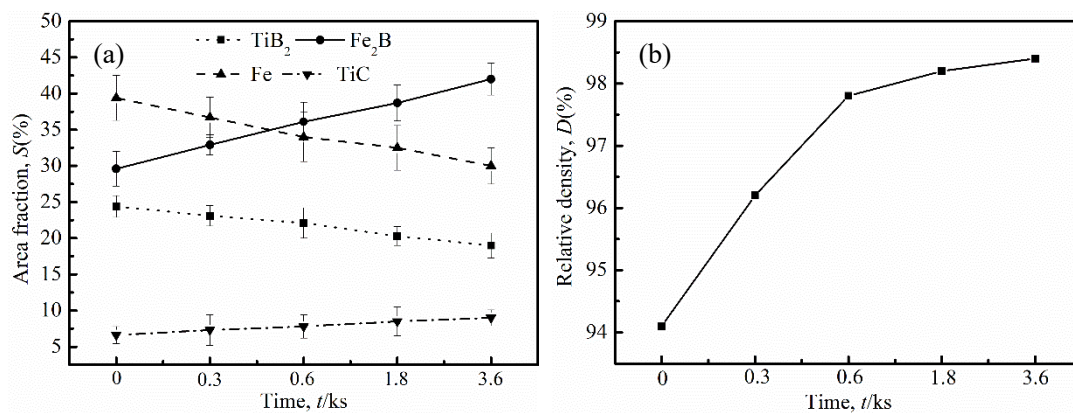 (a)
TiB₂
Fe₂B
Fe
TiC
50
45
40
35
30
25
20
15
10
5
Area fraction, S(%)
0 0.3 0.6 1.8 3.6
Time, t/ks
(b)
99
98
97
96
95
94
Relative density, D(%)
0 0.3 0.6 1.8 3.6
Time, t/ks